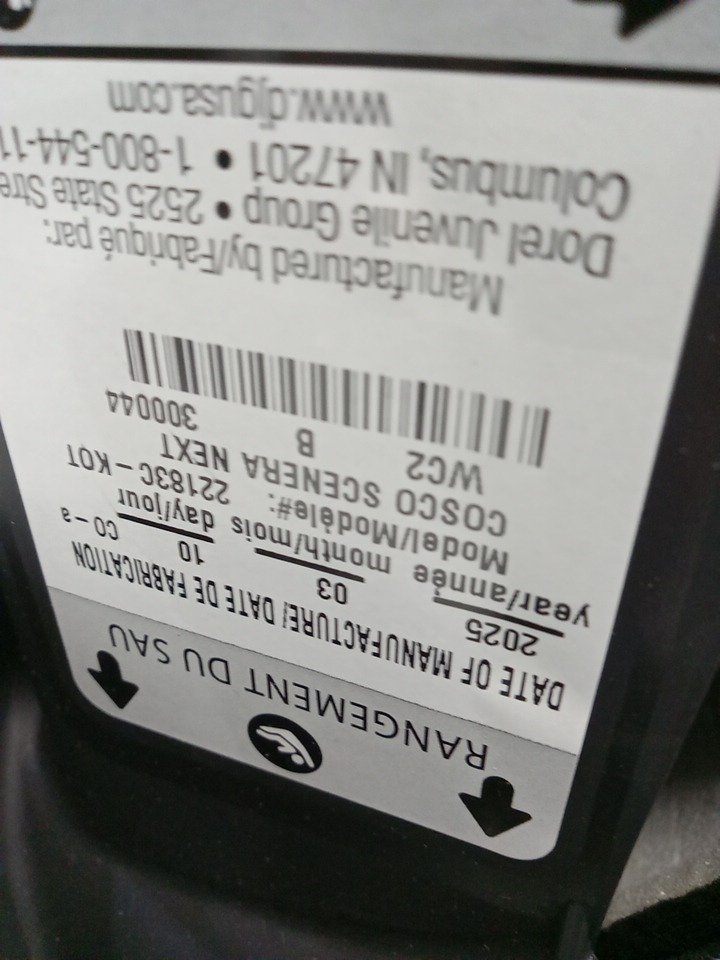 RANGEMENT DU SAU
DATE OF MANUFACTURE/ DATE DE FABRICATION
2025 03 10 CO-a
year/année month/mois day/jour
Model/Modèle#: 22183C-KQT
COSCO SCENERA NEXT
WC2 B 300044
Manufactured by/Fabriqué par:
Dorel Juvenile Group • 2525 State Stre
Columbus, IN 47201 • 1-800-544-11
www.djgusa.com